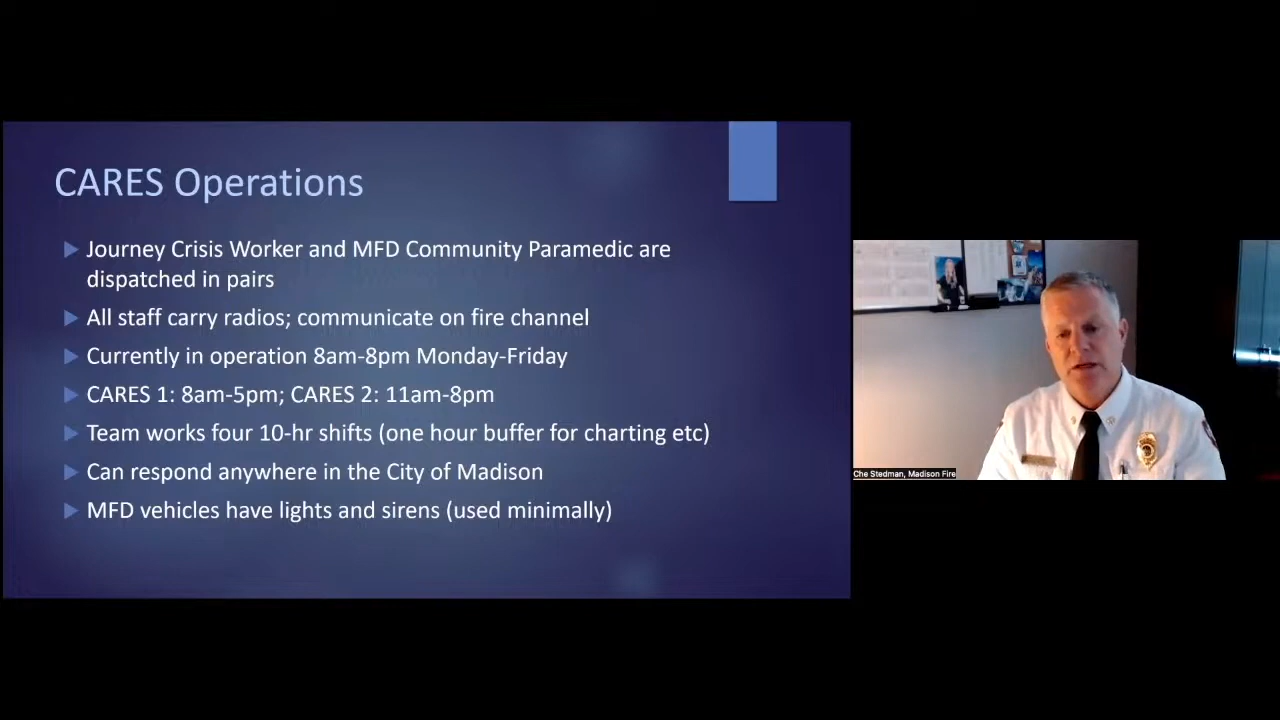 CARES Operations
Journey Crisis Worker and MFD Community Paramedic are
dispatched in pairs
All staff carry radios; communicate on fire channel
Currently in operation 8am-8pm Monday-Friday
CARES 1: 8am-5pm; CARES 2: 11am-8pm
Team works four 10-hr shifts (one hour buffer for charting etc)
Can respond anywhere in the City of Madison
MFD vehicles have lights and sirens (used minimally)
Che Stedman, Madison Fire